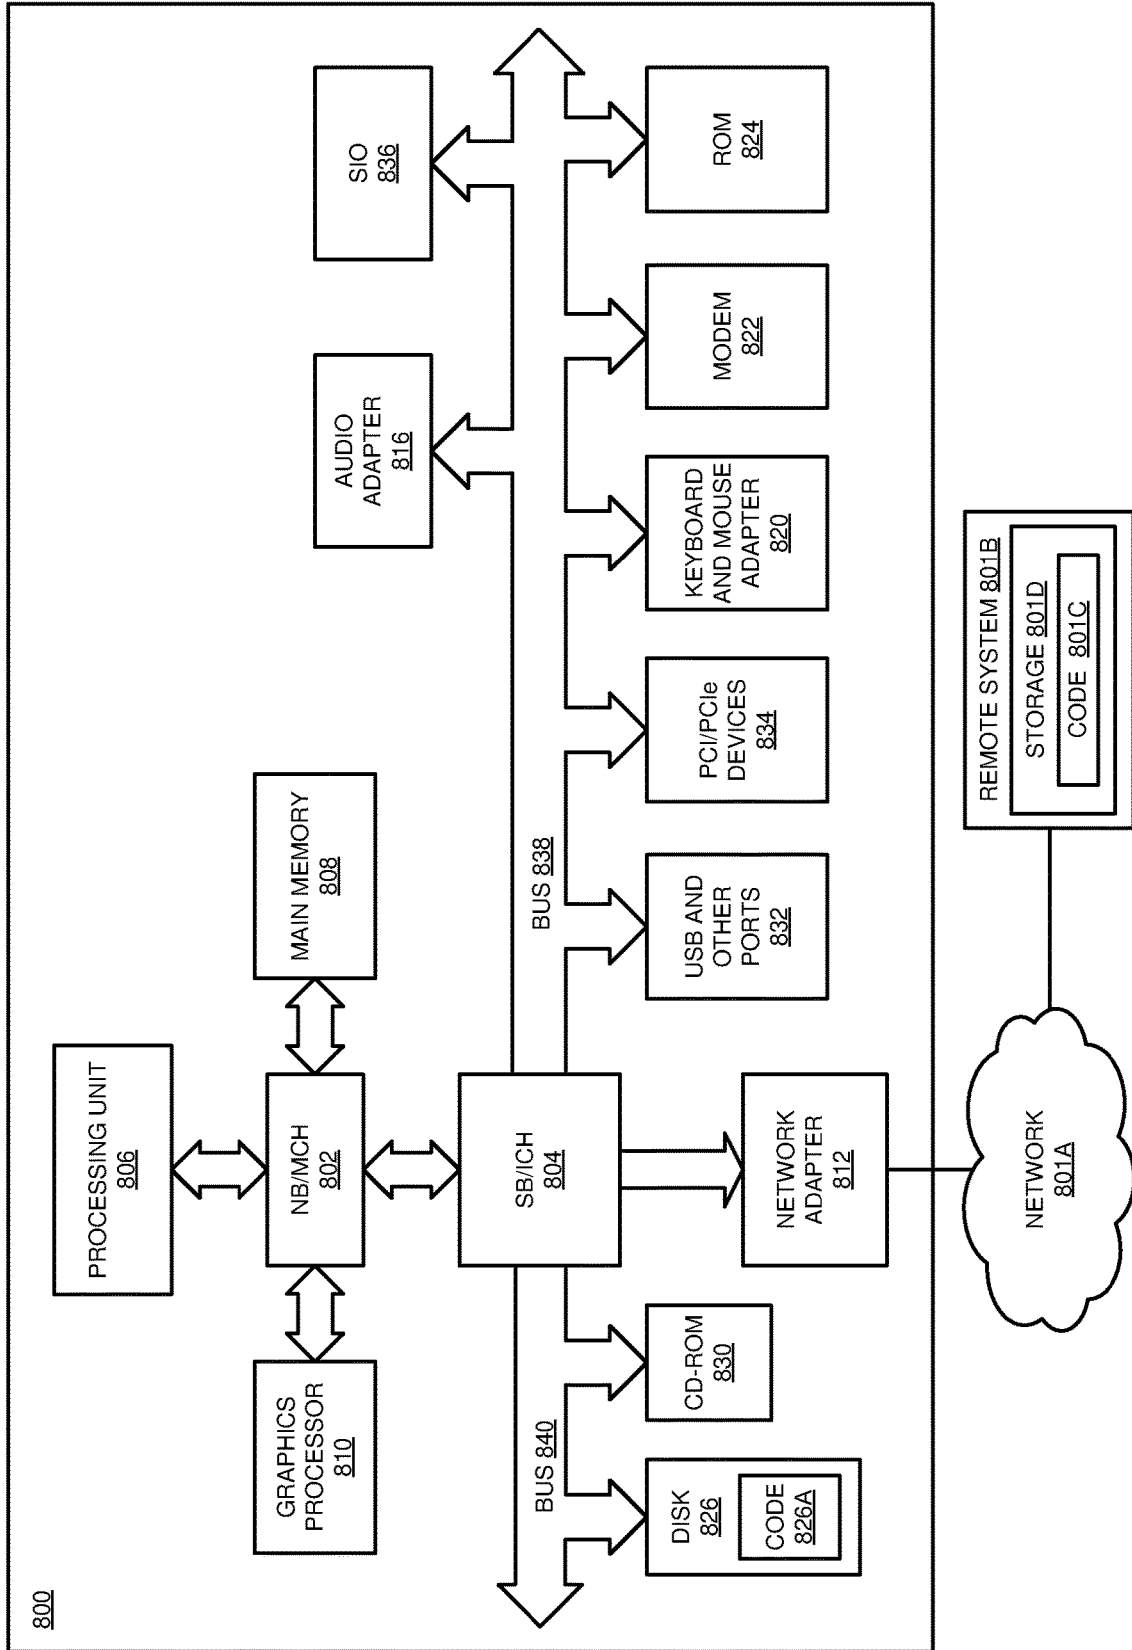 800
PROCESSING UNIT
806
GRAPHICS
PROCESSOR
810
NB/MCH
802
MAIN MEMORY
808
AUDIO
ADAPTER
816
SIO
836
SB/ICH
804
BUS 840
BUS 838
DISK
826
CODE
826A
CD-ROM
830
NETWORK
ADAPTER
812
USB AND
OTHER
PORTS
832
PCI/PCIe
DEVICES
834
KEYBOARD
AND MOUSE
ADAPTER
820
MODEM
822
ROM
824
NETWORK
801A
REMOTE SYSTEM 801B
STORAGE 801D
CODE 801C